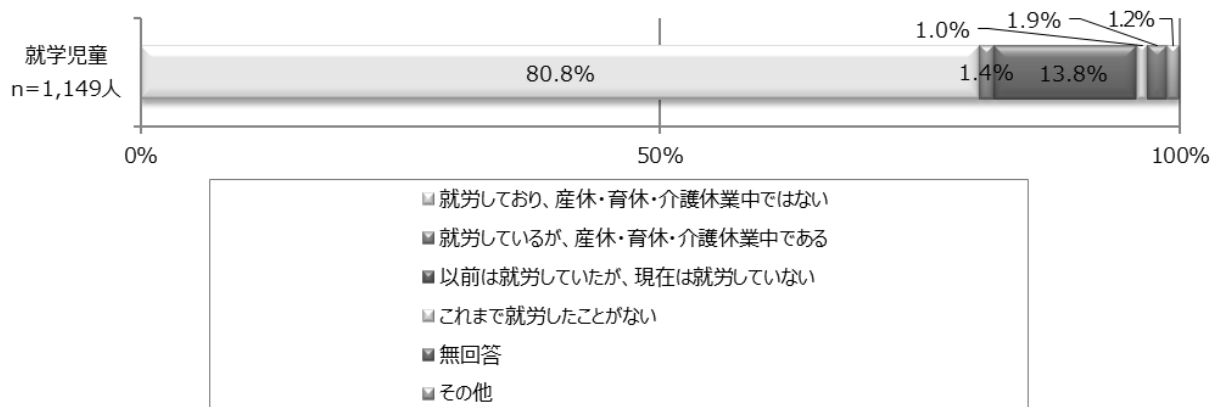 1.0%
1.9%
1.2%
就学児童
n=1,149人
80.8%
1.4%
13.8%
0%
50%
100%
就労しており、産休・育休・介護休業中ではない
就労しているが、産休・育休・介護休業中である
以前は就労していたが、現在は就労していない
これまで就労したことがない
無回答
その他